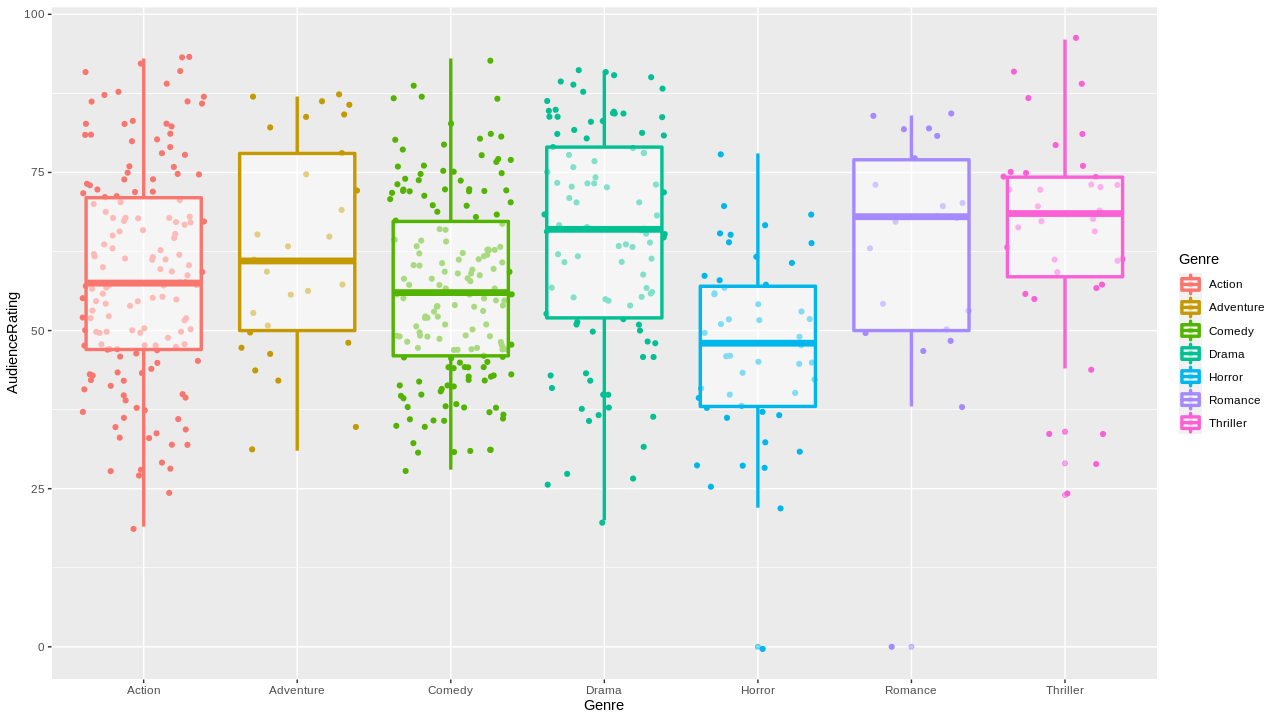 100
75
50
25
0
AudienceRating
Action
Adventure
Comedy
Drama
Horror
Romance
Thriller
Genre
Genre
Action
Adventure
Comedy
Drama
Horror
Romance
Thriller